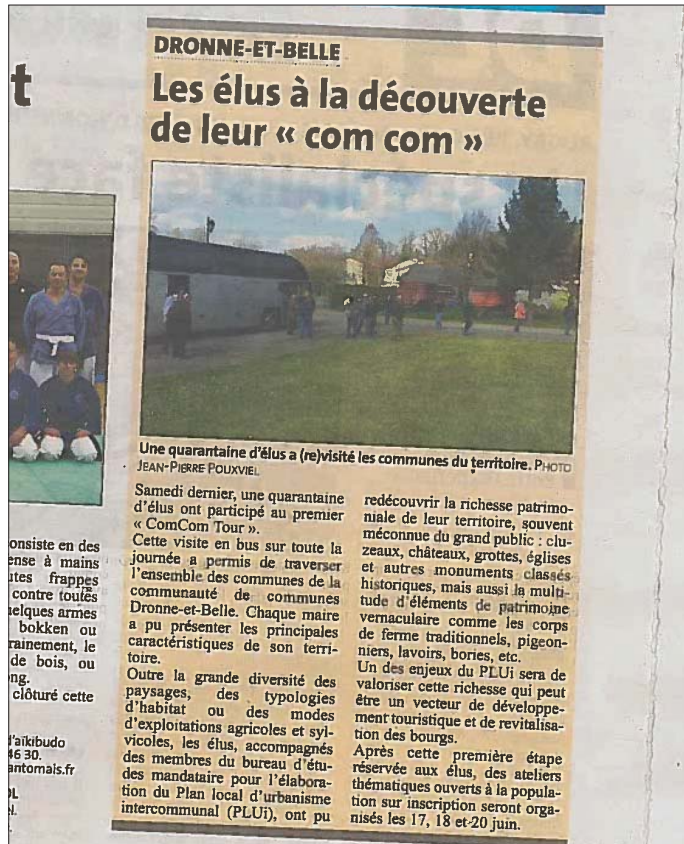 t
onsiste en des
ense à mains
utes frappes
contre toutes
uelques armes
bokken ou
rainement, le
de bois, ou
ong.
clôturé cette
l'aïkibudo
46 30.
antomais.fr
OL
el.
DRONNE-ET-BELLE
Les élus à la découverte
de leur « com com »
Une quarantaine d'élus a (re)visité les communes du territoire. PHOTO
JEAN-PIERRE POUXVIEL
Samedi dernier, une quarantaine
d'élus ont participé au premier
« ComCom Tour ».
Cette visite en bus sur toute la
journée a permis de traverser
l'ensemble des communes de la
communauté de communes
Dronne-et-Belle. Chaque maire
a pu présenter les principales
caractéristiques de son terri-
toire.
Outre la grande diversité des
paysages, des typologies
d'habitat ou des modes
d'exploitations agricoles et syl-
vicoles, les élus, accompagnés
des membres du bureau d'étu-
des mandataire pour l'élabora-
tion du Plan local d'urbanisme
intercommunal (PLUi), ont pu
redécouvrir la richesse patrimo-
niale de leur territoire, souvent
méconnue du grand public : clu-
zeaux, châteaux, grottes, églises
et autres monuments classés
historiques, mais aussi la multi-
tude d'éléments de patrimoine
vernaculaire comme les corps
de ferme traditionnels, pigeon-
niers, lavoirs, bories, etc.
Un des enjeux du PLUi sera de
valoriser cette richesse qui peut
être un vecteur de développe-
ment touristique et de revitalisa-
tion des bourgs.
Après cette première étape
réservée aux élus, des ateliers
thématiques ouverts à la popula-
tion sur inscription seront orga-
nisés les 17, 18 et 20 juin.